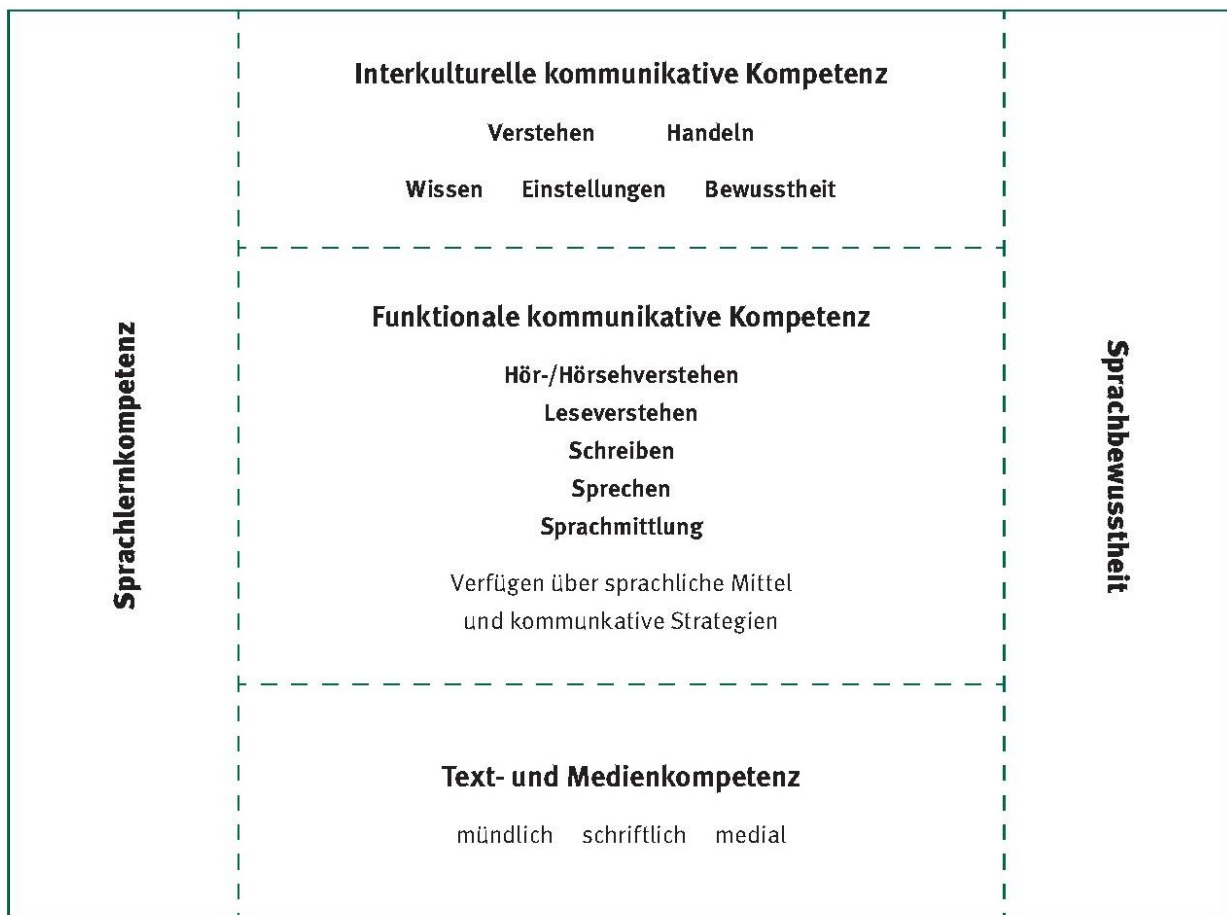 Interkulturelle kommunikative Kompetenz
Verstehen Handeln
Wissen Einstellungen Bewusstheit
Sprachlernkompetenz
Funktionale kommunikative Kompetenz
Hör-/Hörsehverstehen
Leseverstehen
Schreiben
Sprechen
Sprachmittlung
Verfügen über sprachliche Mittel
und kommunkative Strategien
Sprachbewusstheit
Text- und Medienkompetenz
mündlich schriftlich medial